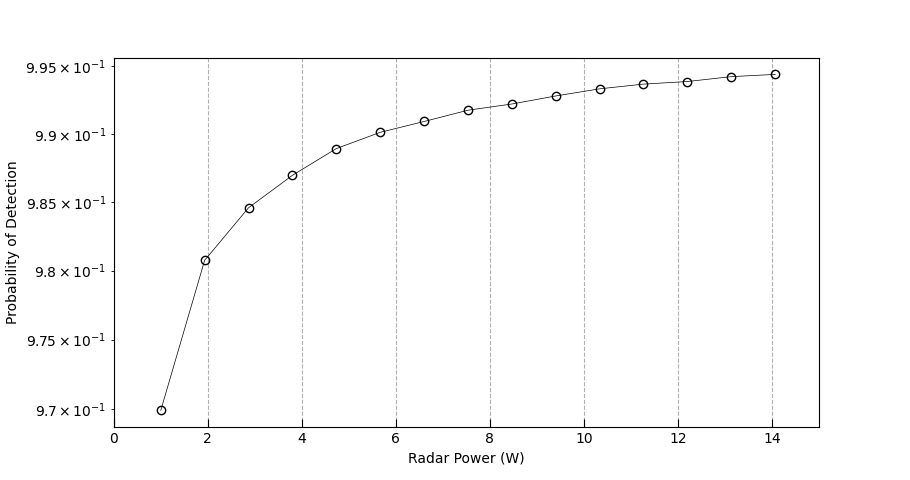 9.95 × 10⁻¹
9.9 × 10⁻¹
9.85 × 10⁻¹
9.8 × 10⁻¹
9.75 × 10⁻¹
9.7 × 10⁻¹
Probability of Detection
0 2 4 6 8 10 12 14
Radar Power (W)